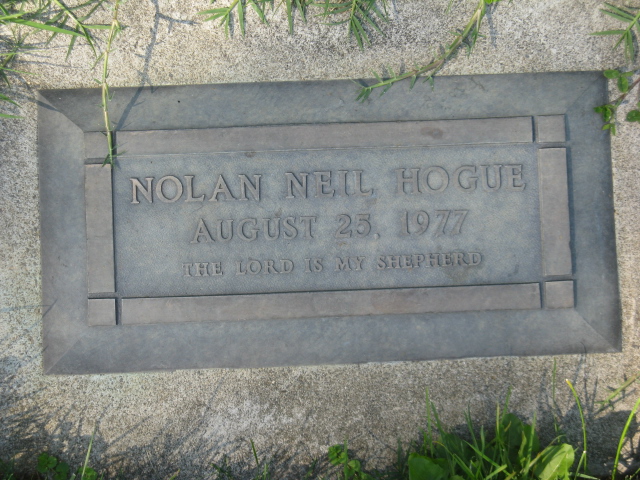 NOLAN NEIL HOGUE
AUGUST 25, 1977
THE LORD IS MY SHEPHERD